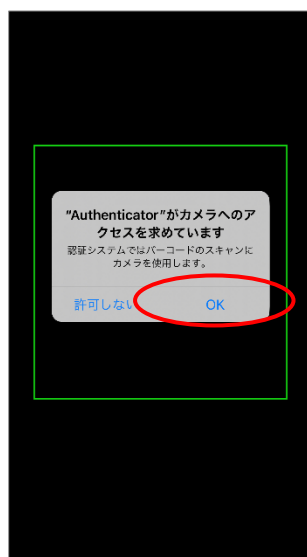 "Authenticator"がカメラへのア
クセスを求めています
認証システムではバーコードのスキャンに
カメラを使用します。
許可しない
OK